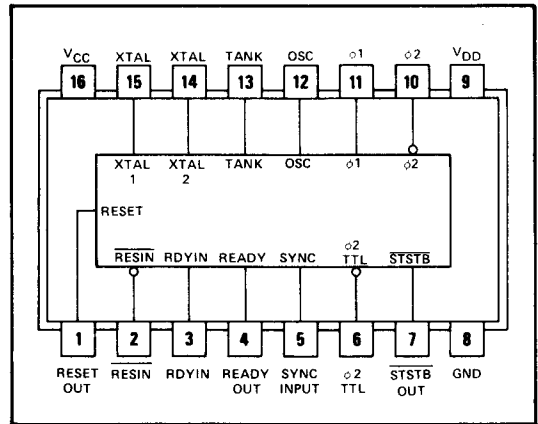 VCC XTAL XTAL TANK OSC φ1 φ2 VDD
16 15 14 13 12 11 10 9
XTAL XTAL TANK OSC φ1 φ2
1 2
RESET
φ2
RESIN RDYIN READY SYNC TTL STSTB
1 2 3 4 5 6 7 8
RESET RESIN RDYIN READY SYNC φ2 STSTB GND
OUT OUT INPUT TTL OUT